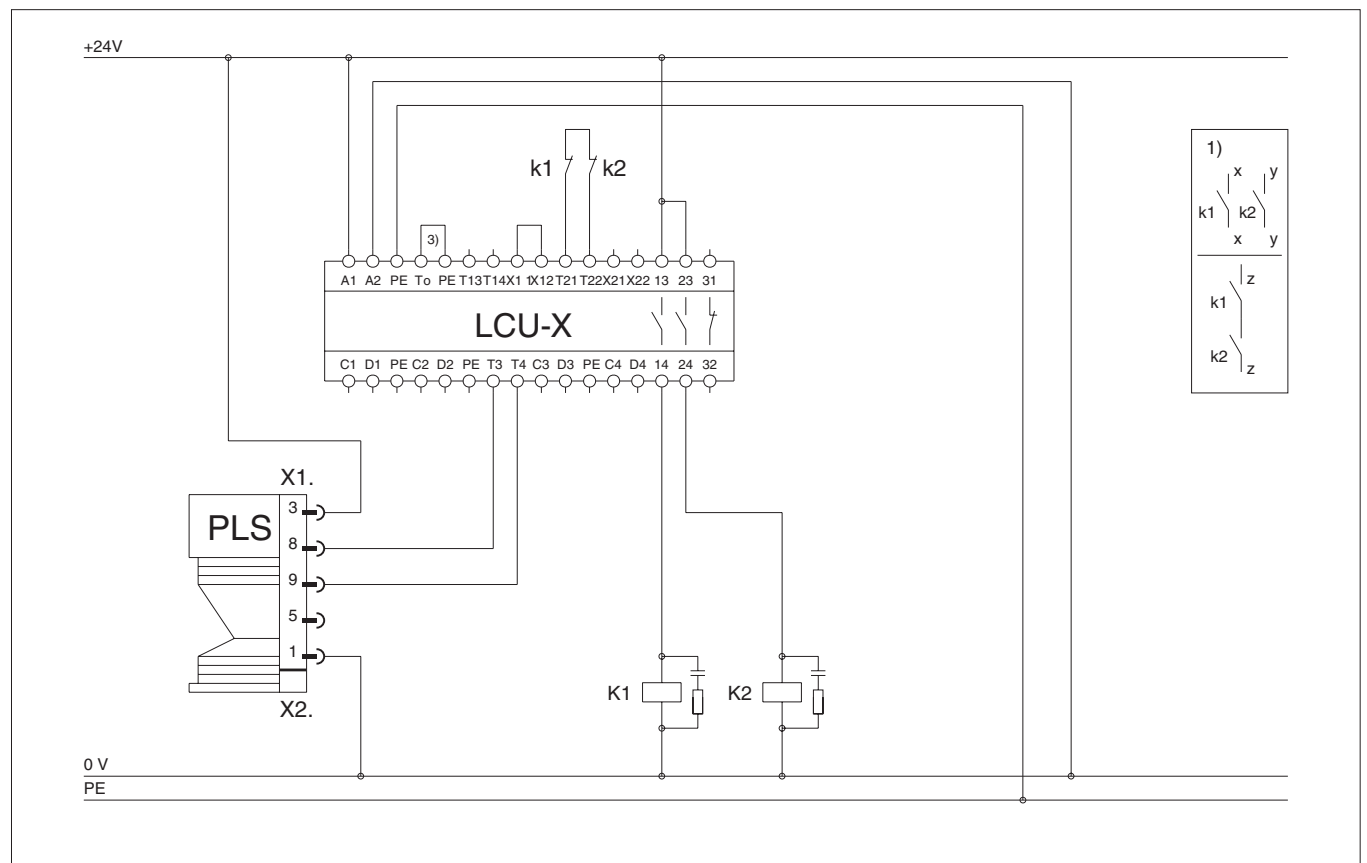 +24V
1)
x y
k1 k2
x y
z
k1
k2
z
k1 k2
3)
A1 A2 PE To PE T13 T14 X1 1 X12 T21 T22 X21 X22 13 23 31
LCU-X
C1 D1 PE C2 D2 PE T3 T4 C3 D3 PE C4 D4 14 24 32
X1.
3
PLS
8
9
5
1
X2.
K1 K2
0 V
PE